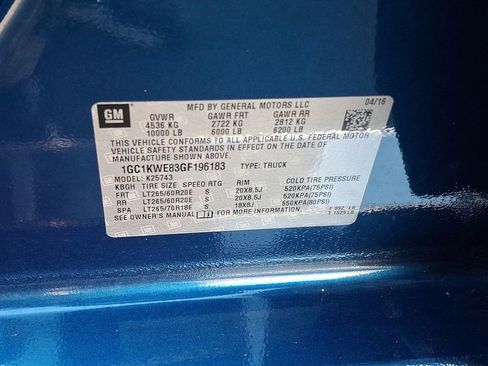 GM
MFD BY GENERAL MOTORS LLC 04/16
GVWR GAWR FRT GAWR RR
4536 KG 2722 KG 2812 KG
10000 LB 6000 LB 6200 LB
THIS VEHICLE CONFORMS TO ALL APPLICABLE U.S. FEDERAL MOTOR
VEHICLE SAFETY STANDARDS IN EFFECT ON THE DATE OF
MANUFACTURE SHOWN ABOVE.
1GC1KWE83GF196183 TYPE: TRUCK
MODEL: K25743
KBGH TIRE SIZE SPEED RTG RIM COLD TIRE PRESSURE
FRT LT265/60R20E S 20X8.5J 520KPA(75PSI)
RR LT265/60R20E S 20X8.5J 520KPA(75PSI)
SPA LT265/70R18E S 18X8J 550KPA(80PSI)
SEE OWNER'S MANUAL